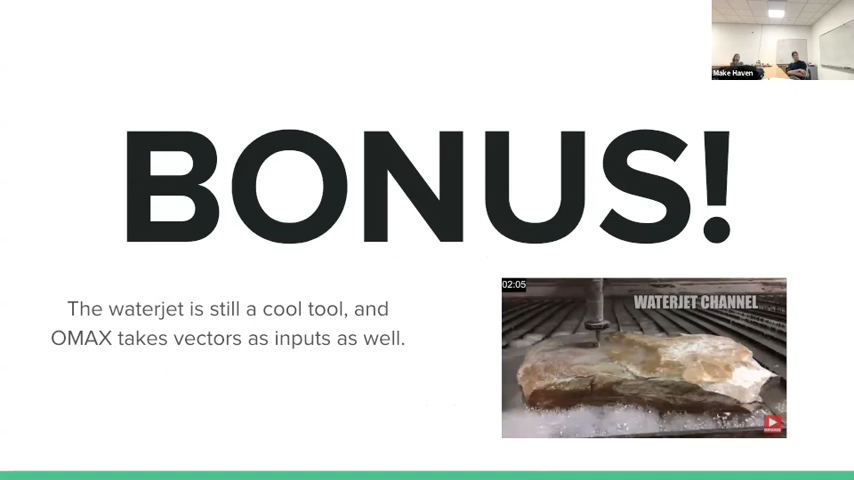 Make Haven
BONUS!
The waterjet is still a cool tool, and
OMAX takes vectors as inputs as well.
02:05
WATERJET CHANNEL